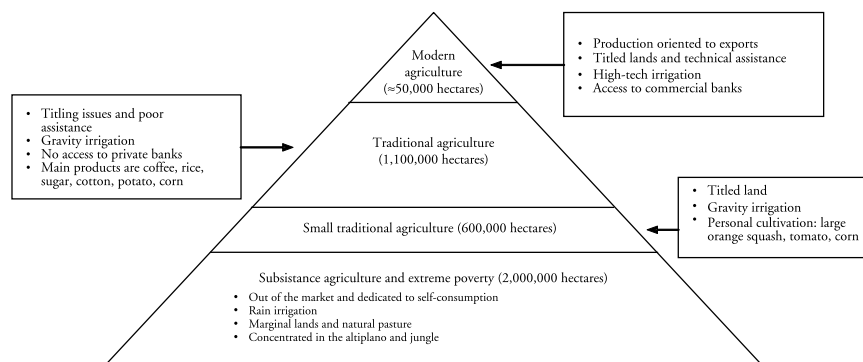 Modern
agriculture
(≈50,000 hectares)
• Production oriented to exports
• Titled lands and technical assistance
• High-tech irrigation
• Access to commercial banks
• Titling issues and poor
assistance
• Gravity irrigation
• No access to private banks
• Main products are coffee, rice,
sugar, cotton, potato, corn
Traditional agriculture
(1,100,000 hectares)
• Titled land
• Gravity irrigation
• Personal cultivation: large
orange squash, tomato, corn
Small traditional agriculture (600,000 hectares)
Subsistance agriculture and extreme poverty (2,000,000 hectares)
• Out of the market and dedicated to self-consumption
• Rain irrigation
• Marginal lands and natural pasture
• Concentrated in the altiplano and jungle